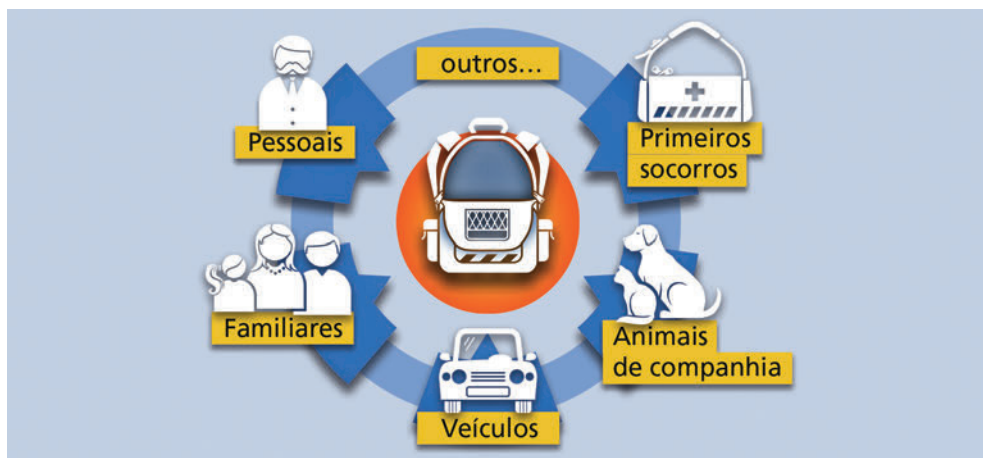 outros...
Pessoais
Primeiros
socorros
Familiares
Animais
de companhia
Veículos